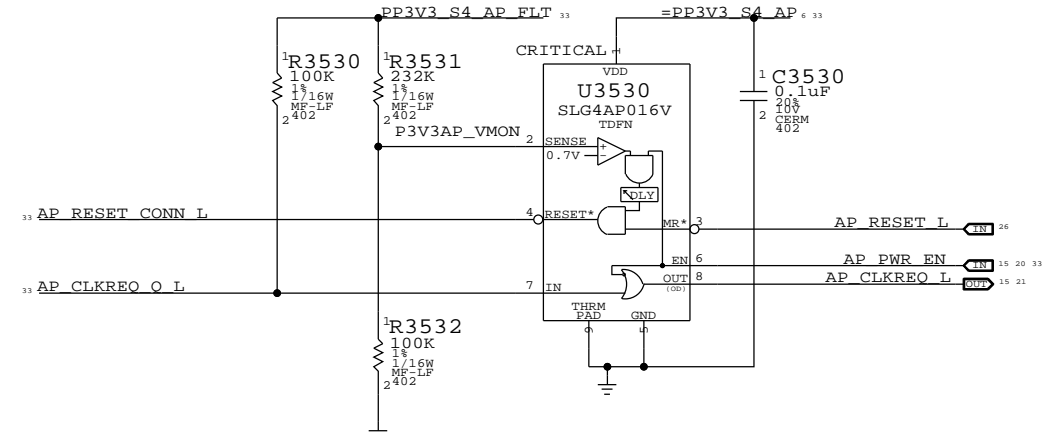 PP3V3_S4_AP_FLT 33
=PP3V3_S4_AP 6 33
CRITICAL
1
VDD
1 R3530
100K
1%
1/16W
MF-LF
2 402
1 R3531
232K
1%
1/16W
MF-LF
2 402
U3530
SLG4AP016V
TDFN
1 C3530
0.1uF
20%
10V
2 CERM
402
P3V3AP_VMON
2 SENSE
0.7V
+
−
DLY
33 AP_RESET_CONN_L
4 RESET*
MR* 3
AP_RESET_L
IN 26
EN 6
AP_PWR_EN
IN 15 20 33
33 AP_CLKREQ_Q_L
7 IN
OUT 8
(OD)
AP_CLKREQ_L
OUT 15 21
THRM
PAD
GND
9
5
1 R3532
100K
1%
1/16W
MF-LF
2 402